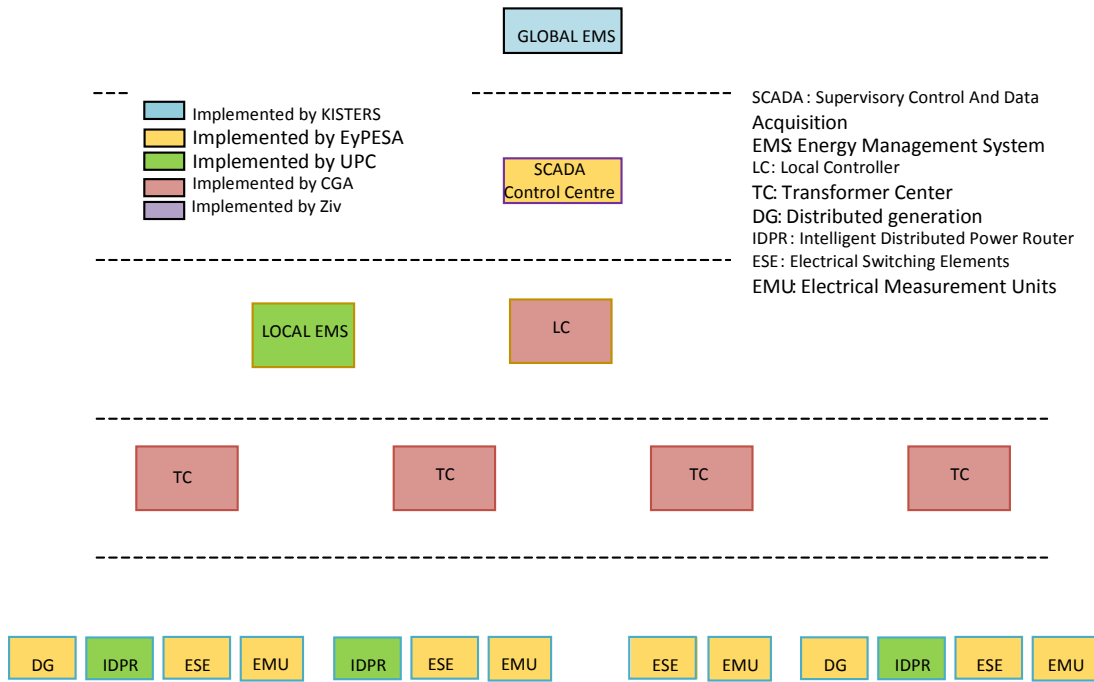 GLOBAL EMS
Implemented by KISTERS
Implemented by EyPESA
Implemented by UPC
Implemented by CGA
Implemented by Ziv
SCADA
Control Centre
SCADA : Supervisory Control And Data
Acquisition
EMS: Energy Management System
LC: Local Controller
TC: Transformer Center
DG: Distributed generation
IDPR : Intelligent Distributed Power Router
ESE : Electrical Switching Elements
EMU: Electrical Measurement Units
LOCAL EMS
LC
TC
TC
TC
TC
DG
IDPR
ESE
EMU
IDPR
ESE
EMU
ESE
EMU
DG
IDPR
ESE
EMU